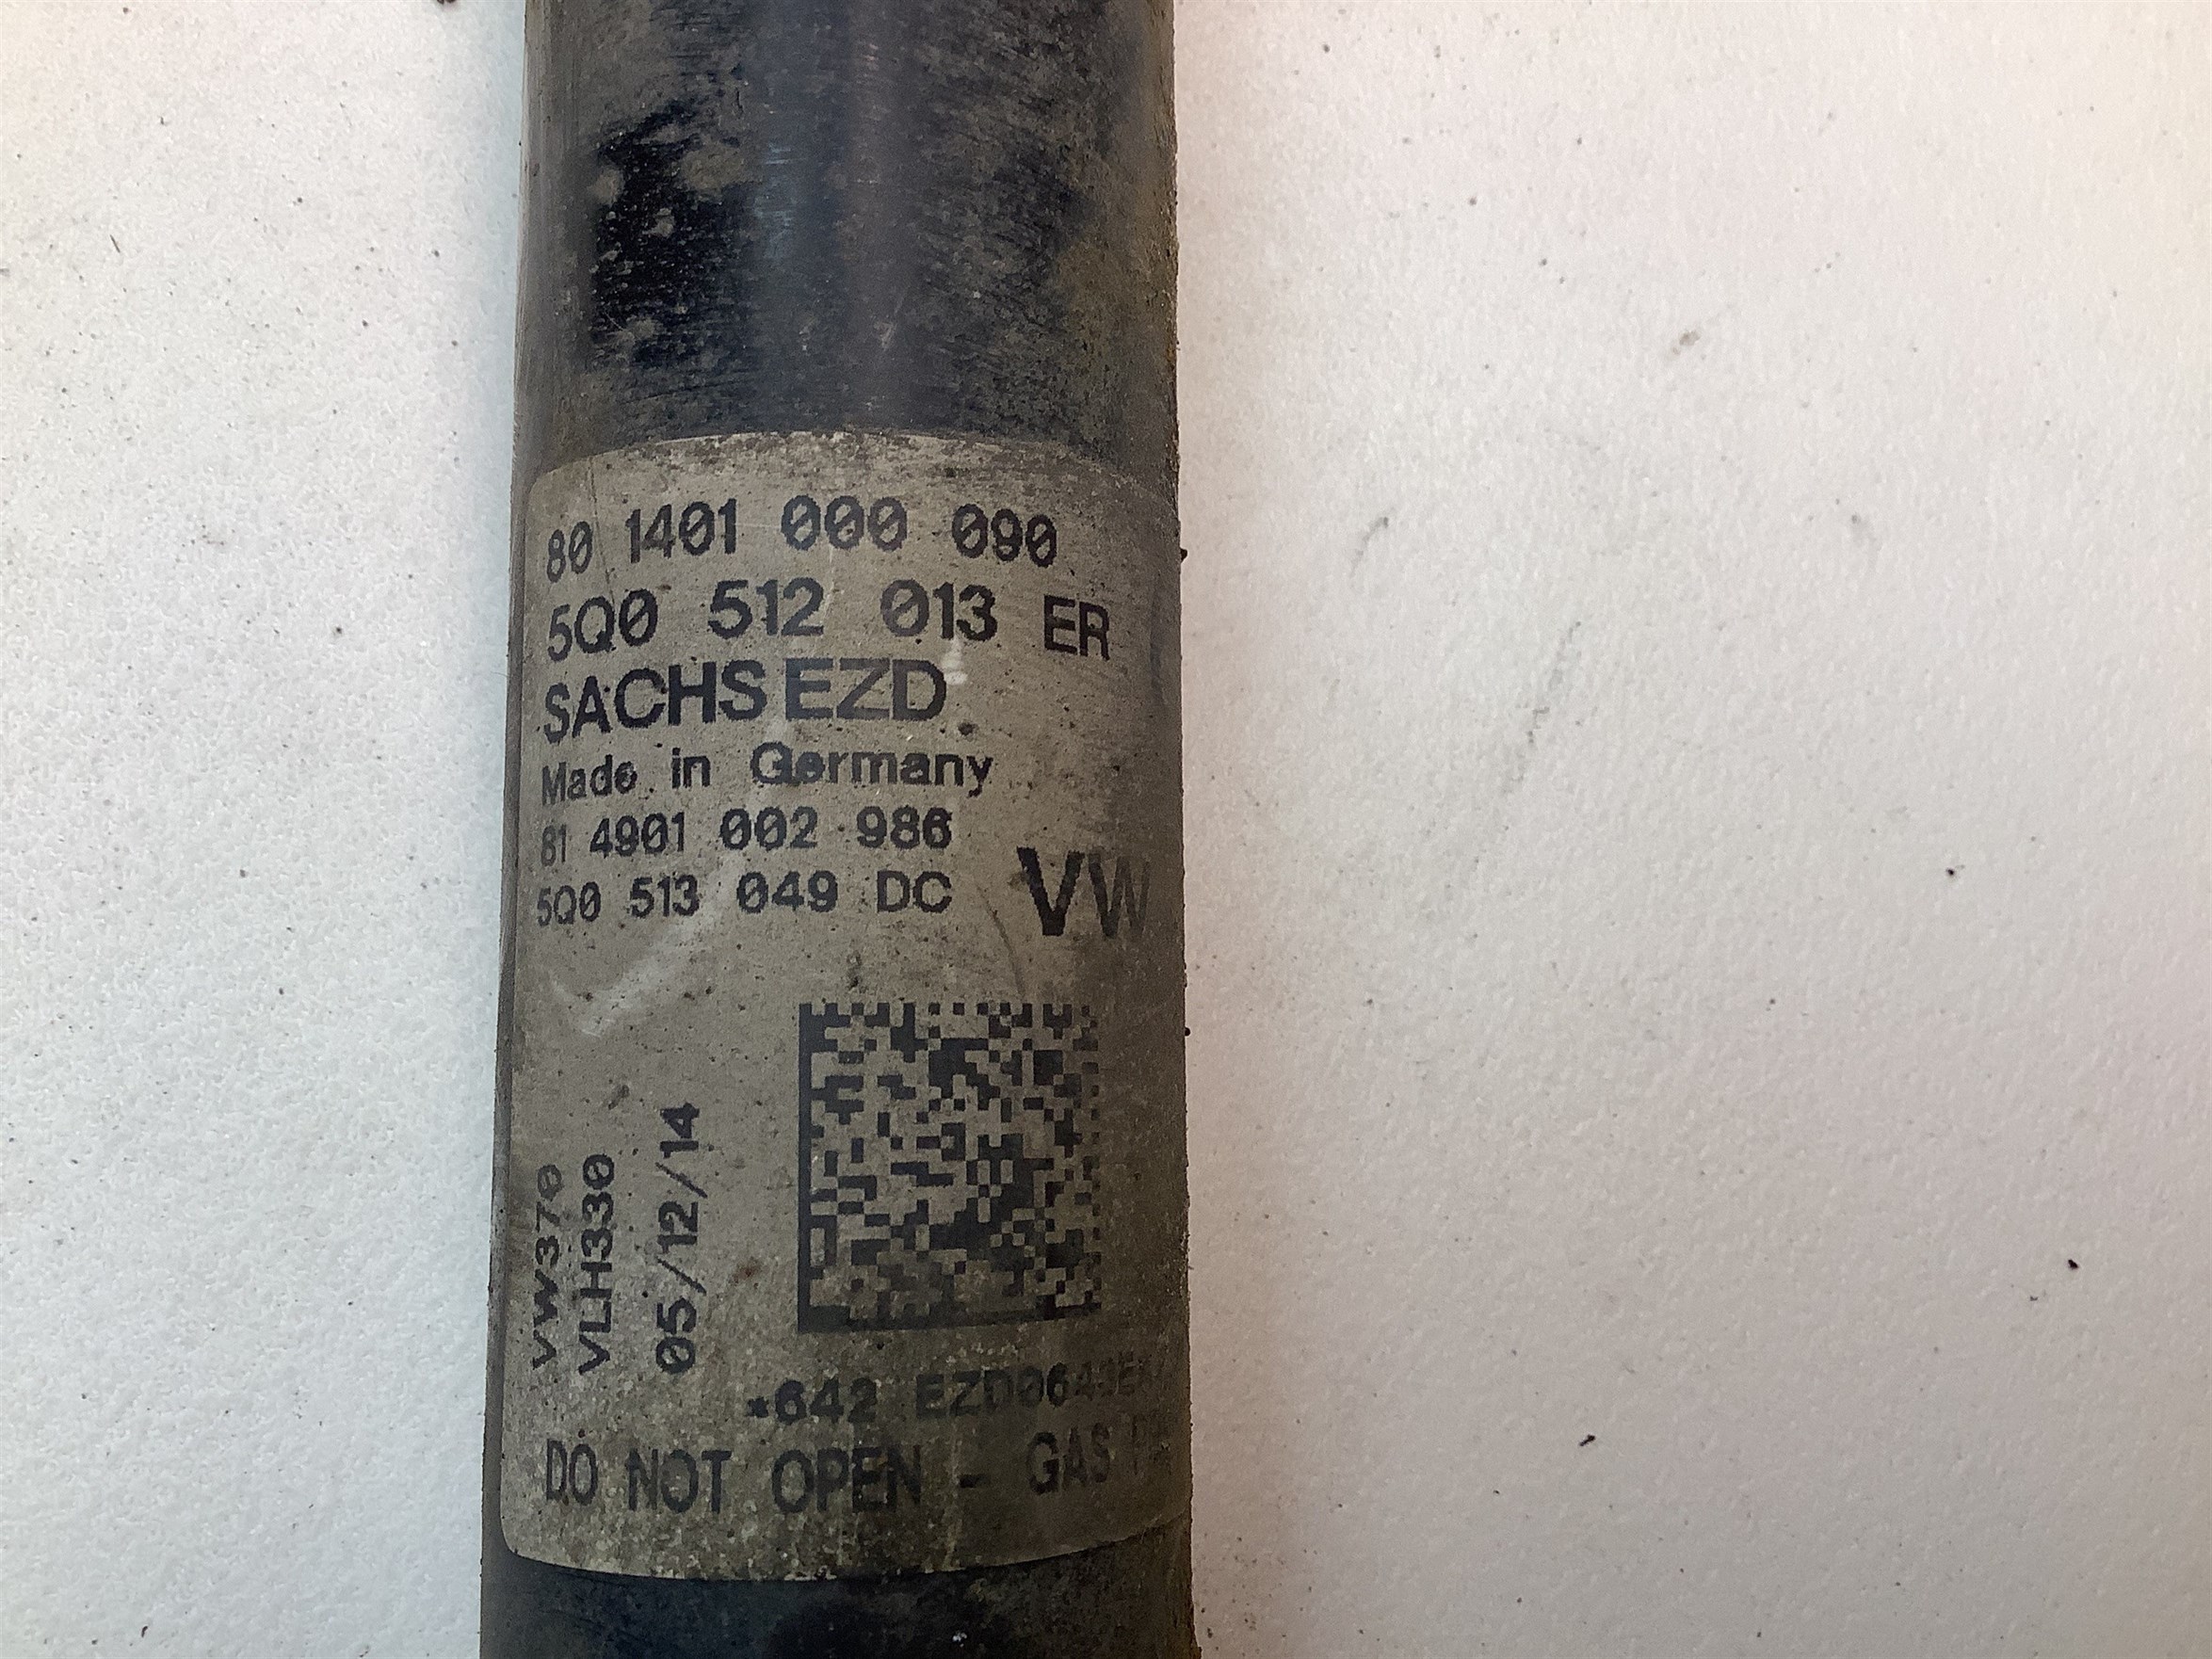 80 1401 000 090
5Q0 512 013 ER
SACHS EZD
Made in Germany
81 4901 002 986
5Q0 513 049 DC
VW
VW370
VLH330
05/12/14
*642
DO NOT OPEN - GAS